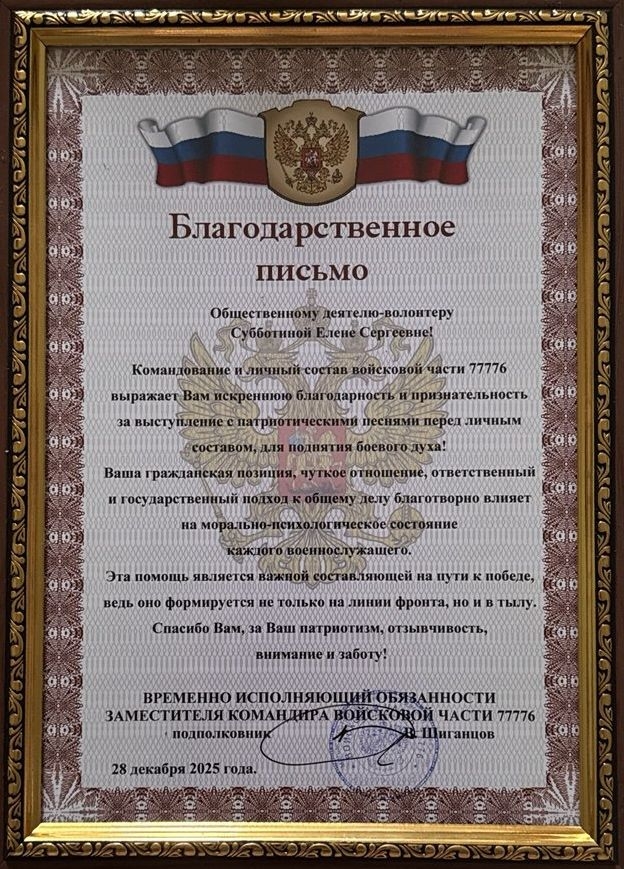 Благодарственное
письмо
Общественному деятелю-волонтеру
Субботиной Елене Сергеевне!
Командование и личный состав войсковой части 77776
выражает Вам искреннюю благодарность и признательность
за выступление с патриотическими песнями перед личным
составом, для поднятия боевого духа!
Ваша гражданская позиция, чуткое отношение, ответственный
и государственный подход к общему делу благотворно влияет
на морально-психологическое состояние
каждого военнослужащего.
Эта помощь является важной составляющей на пути к победе,
ведь оно формируется не только на линии фронта, но и в тылу.
Спасибо Вам, за Ваш патриотизм, отзывчивость,
внимание и заботу!
ВРЕМЕННО ИСПОЛНЯЮЩИЙ ОБЯЗАННОСТИ
ЗАМЕСТИТЕЛЯ КОМАНДИРА ВОЙСКОВОЙ ЧАСТИ 77776
подполковник В. Шиганцов
28 декабря 2025 года.